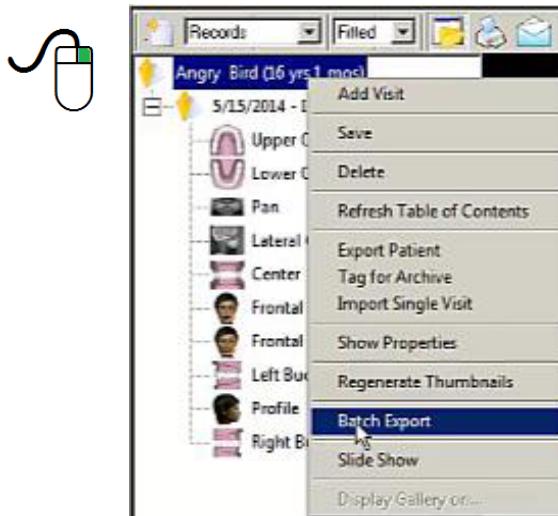 Records Filled
Angry Bird (16 yrs 1 mos)
5/15/2014 -
Upper
Lower
Pan
Lateral
Center
Frontal
Frontal
Left
Profile
Right
Add Visit
Save
Delete
Refresh Table of Contents
Export Patient
Tag for Archive
Import Single Visit
Show Properties
Regenerate Thumbnails
Batch Export
Slide Show
Display Gallery on...